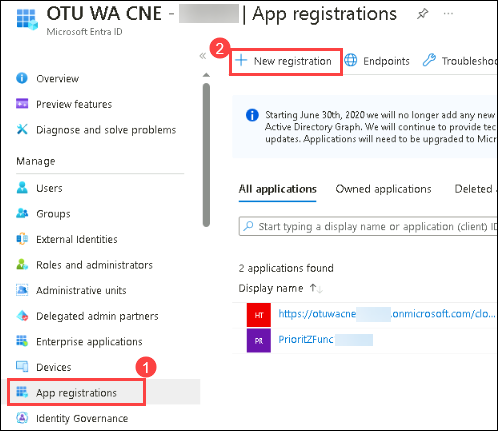 OTU WA CNE - | App registrations
Microsoft Entra ID
Overview
Preview features
Diagnose and solve problems
Manage
Users
Groups
External Identities
Roles and administrators
Administrative units
Delegated admin partners
Enterprise applications
Devices
1
App registrations
Identity Governance
2
New registration
Endpoints
Troubleshoo
Starting June 30th, 2020 we will no longer add any new
Active Directory Graph. We will continue to provide tec
updates. Applications will need to be upgraded to Micr
All applications
Owned applications
Deleted a
Start typing a display name or application (client) ID
2 applications found
Display name ↑↓
HT
https://otuwacne .onmicrosoft.com/clo...
PR
PrioritZFunc